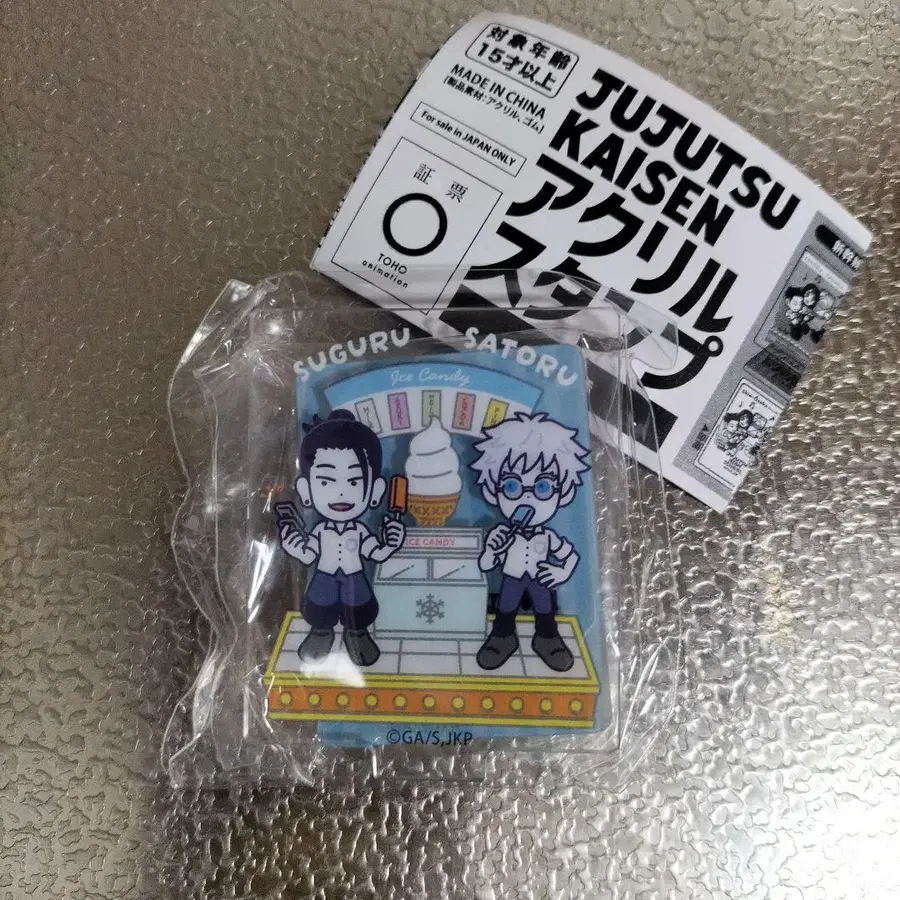 対象年齢
15才以上
MADE IN CHINA
(製品素材:アクリル、ゴム)
For sale in JAPAN ONLY
証 票
TOHO
animation
JUJUTSU
KAISEN
アクリル
スタンプ
SUGURU SATORU
Ice Candy
ICE CANDY
©GA/S,JKP